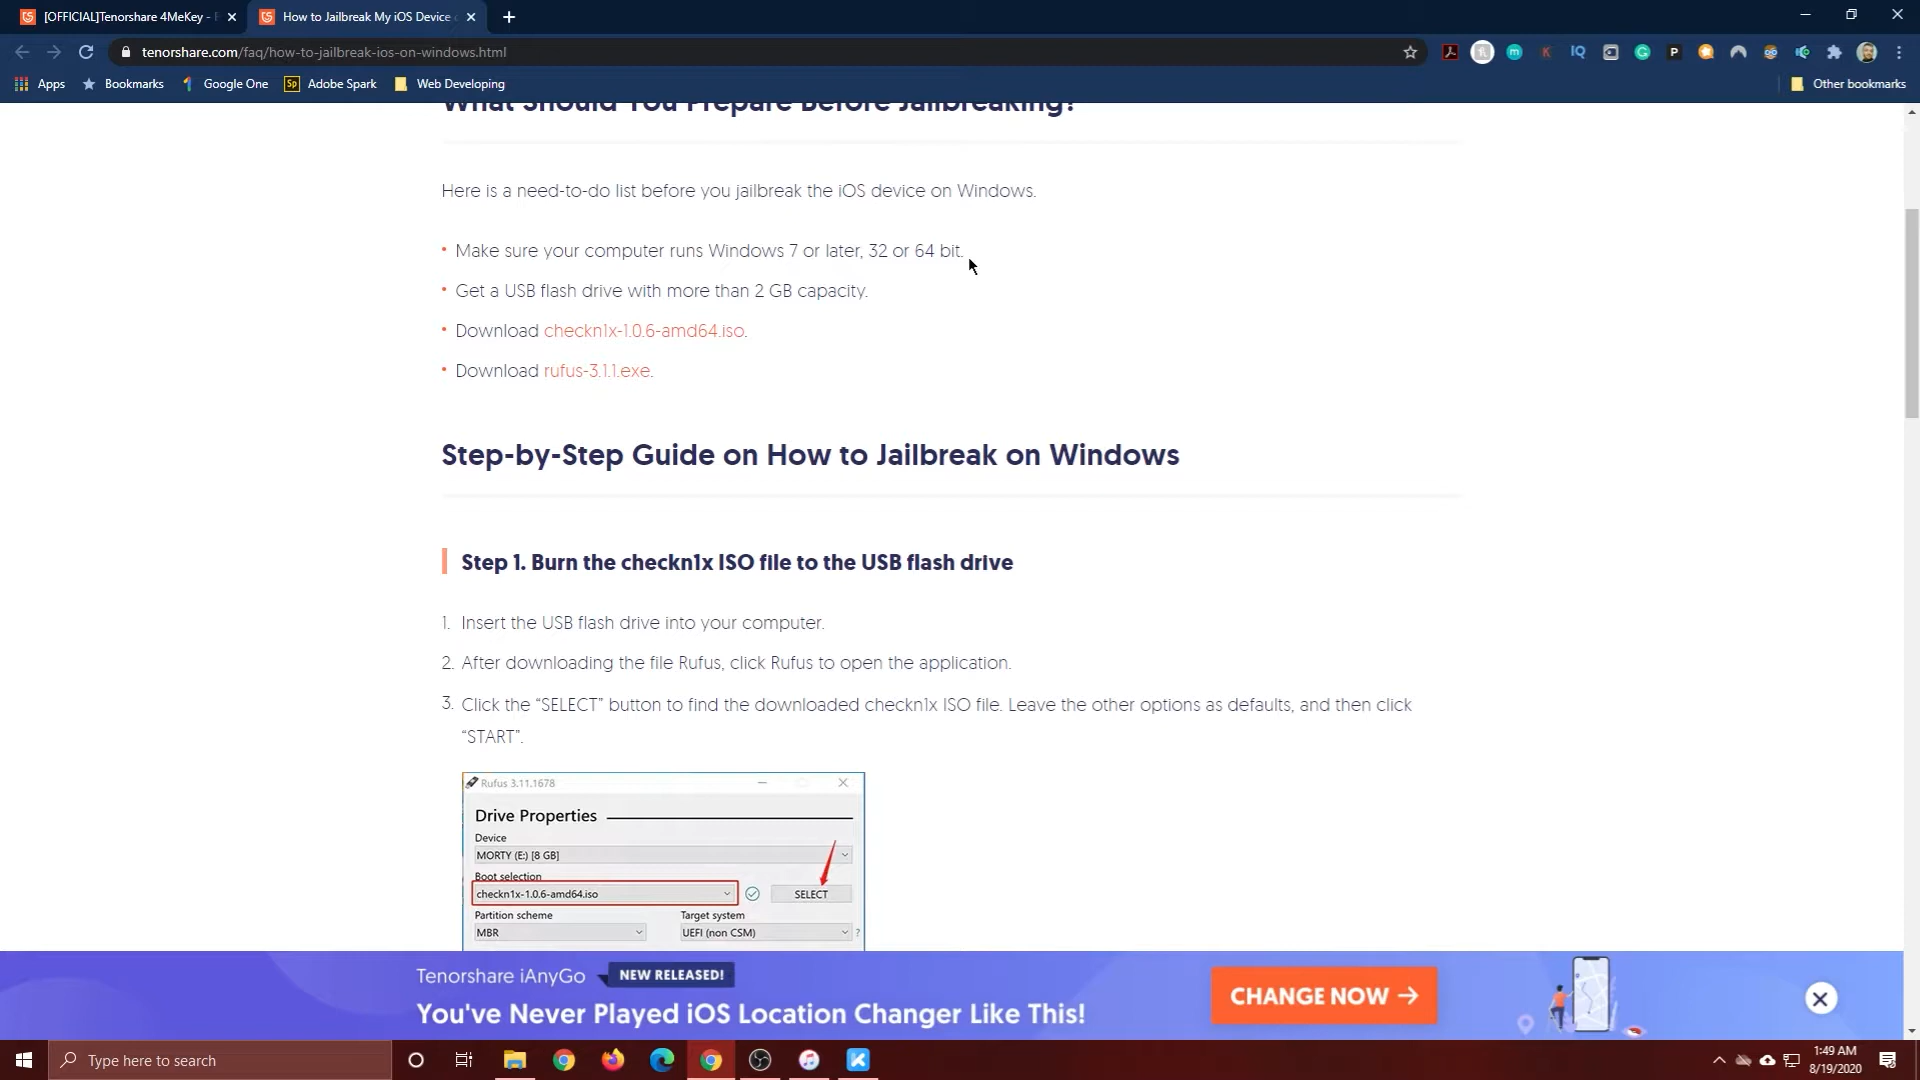 [OFFICIAL]Tenorshare 4MeKey -
How to Jailbreak My iOS Device
tenorshare.com/faq/how-to-jailbreak-ios-on-windows.html
Apps
Bookmarks
Google One
Sp
Adobe Spark
Web Developing
Other bookmarks
What Should You Prepare Before Jailbreaking?
Here is a need-to-do list before you jailbreak the iOS device on Windows.
• Make sure your computer runs Windows 7 or later, 32 or 64 bit.
• Get a USB flash drive with more than 2 GB capacity.
• Download checkn1x-1.0.6-amd64.iso.
• Download rufus-3.1.1.exe.
Step-by-Step Guide on How to Jailbreak on Windows
Step 1. Burn the checkn1x ISO file to the USB flash drive
1. Insert the USB flash drive into your computer.
2. After downloading the file Rufus, click Rufus to open the application.
3. Click the “SELECT” button to find the downloaded checkn1x ISO file. Leave the other options as defaults, and then click
“START”.
Rufus 3.11.1678
Drive Properties
Device
MORTY (E:) [8 GB]
Boot selection
checkn1x-1.0.6-amd64.iso
SELECT
Partition scheme
Target system
MBR
UEFI (non CSM)
?
Tenorshare iAnyGo
NEW RELEASED!
You've Never Played iOS Location Changer Like This!
CHANGE NOW →
Type here to search
1:49 AM
8/19/2020